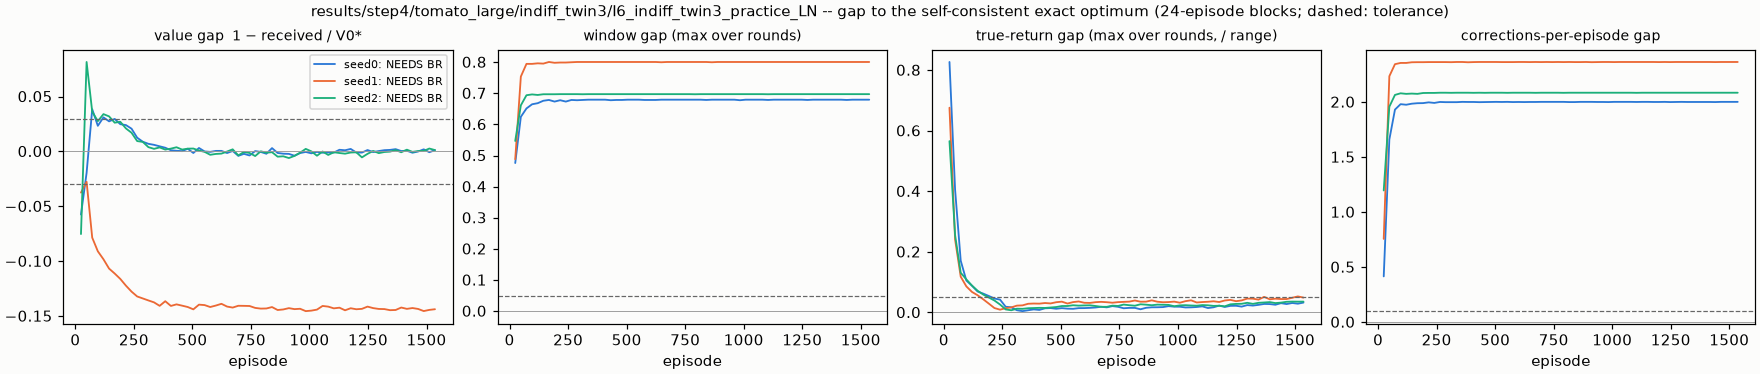 results/step4/tomato_large/indiff_twin3/l6_indiff_twin3_practice_LN -- gap to the self-consistent exact optimum (24-episode blocks; dashed: tolerance)
value gap 1 − received / V0*
0.05
0.00
−0.05
−0.10
−0.15
0 250 500 750 1000 1250 1500
episode
seed0: NEEDS BR
seed1: NEEDS BR
seed2: NEEDS BR
window gap (max over rounds)
0.8
0.7
0.6
0.5
0.4
0.3
0.2
0.1
0.0
0 250 500 750 1000 1250 1500
episode
true-return gap (max over rounds, / range)
0.8
0.6
0.4
0.2
0.0
0 250 500 750 1000 1250 1500
episode
corrections-per-episode gap
2.0
1.5
1.0
0.5
0.0
0 250 500 750 1000 1250 1500
episode